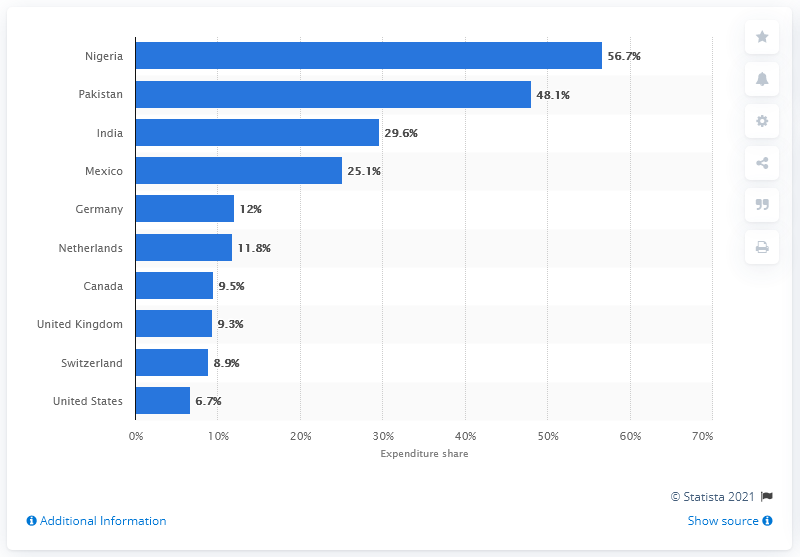 Nigeria 56.7%
Pakistan 48.1%
India 29.6%
Mexico 25.1%
Germany 12%
Netherlands 11.8%
Canada 9.5%
United Kingdom 9.3%
Switzerland 8.9%
United States 6.7%
0% 10% 20% 30% 40% 50% 60% 70%
Expenditure share
© Statista 2021
Additional Information Show source